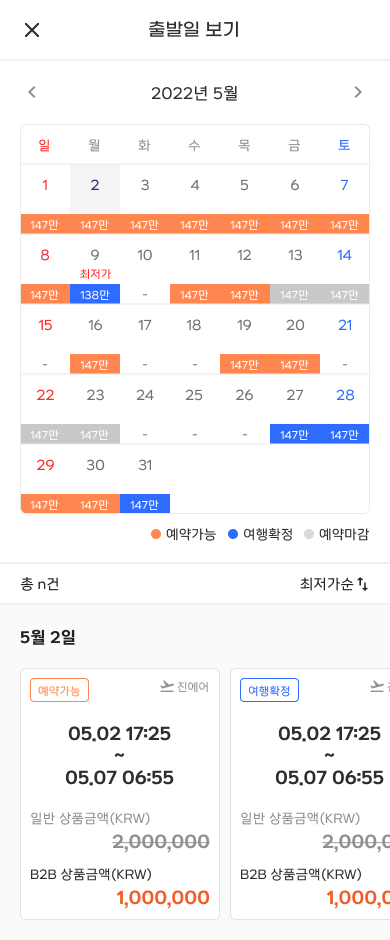 출발일 보기
2022년 5월
일 월 화 수 목 금 토
1 2 3 4 5 6 7
147만 147만 147만 147만 147만 147만 147만
8 9 10 11 12 13 14
최저가
147만 138만 - 147만 147만 147만 147만
15 16 17 18 19 20 21
- 147만 - - 147만 147만 -
22 23 24 25 26 27 28
147만 147만 - - - 147만 147만
29 30 31
147만 147만 147만
예약가능 여행확정 예약마감
총 n건 최저가순
5월 2일
예약가능 진에어
05.02 17:25
~
05.07 06:55
일반 상품금액(KRW)
2,000,000
B2B 상품금액(KRW)
1,000,000
여행확정
05.02 17:25
~
05.07 06:55
일반 상품금액(KRW)
2,000,0
B2B 상품금액(KRW)
1,000,0